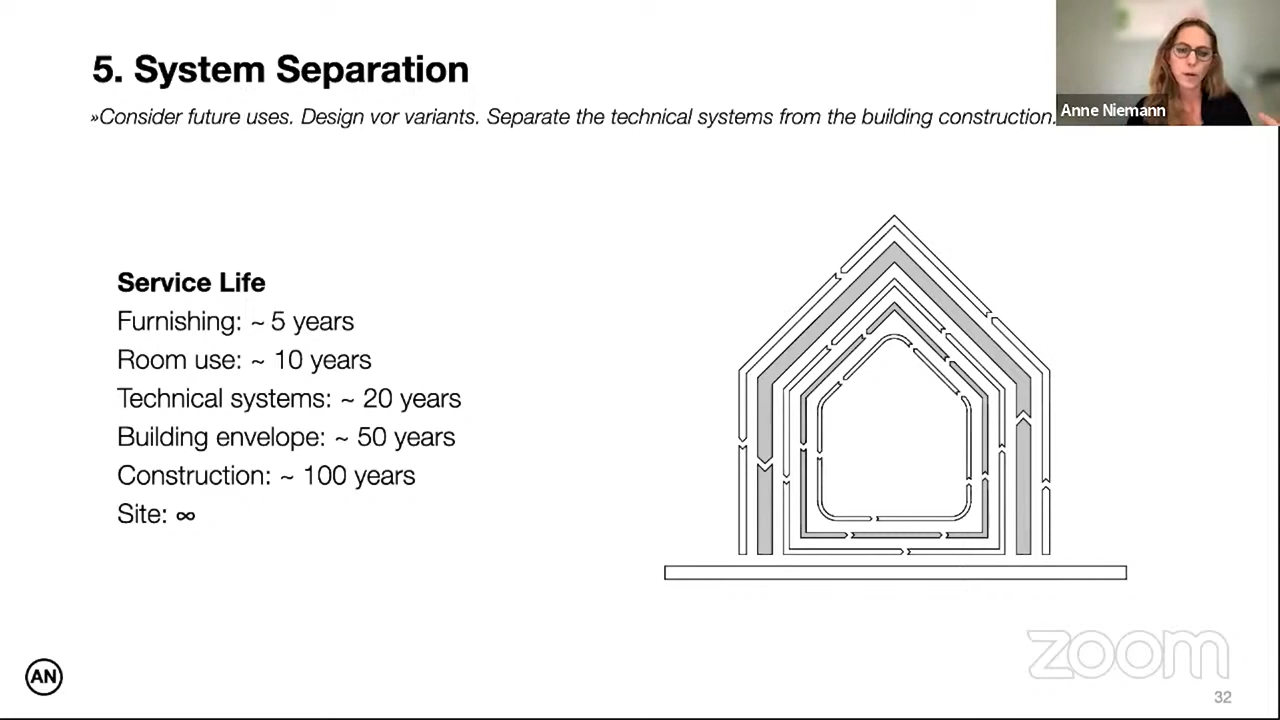 5. System Separation
»Consider future uses. Design vor variants. Separate the technical systems from the building construction.
Anne Niemann
Service Life
Furnishing: ~ 5 years
Room use: ~ 10 years
Technical systems: ~ 20 years
Building envelope: ~ 50 years
Construction: ~ 100 years
Site: ∞
zoom
AN
32